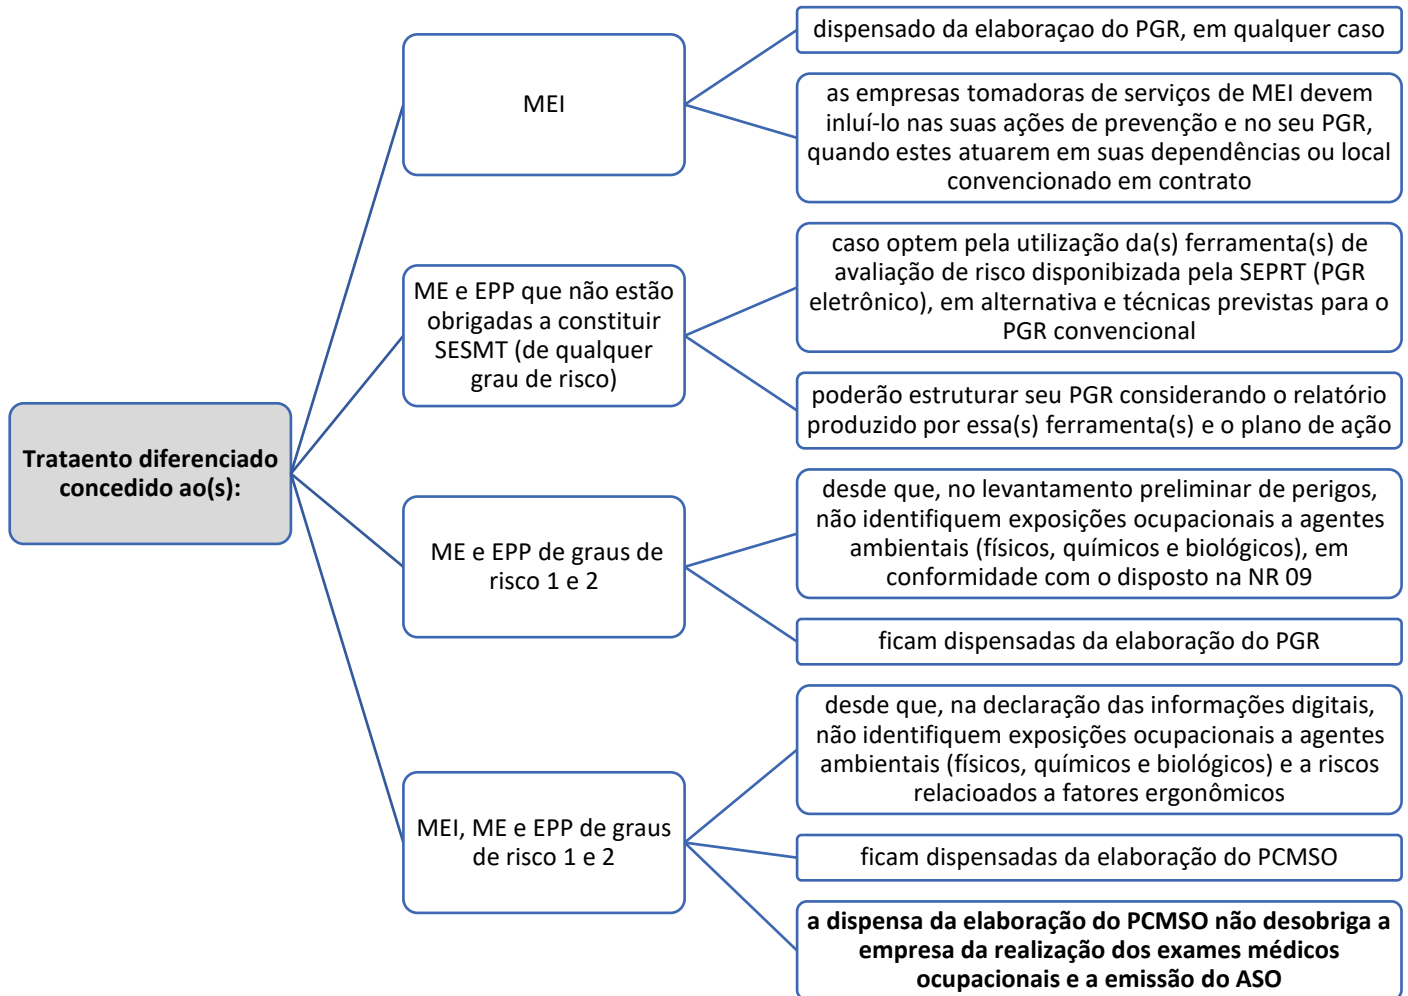 Trataento diferenciado
concedido ao(s):
MEI
dispensado da elaboraçao do PGR, em qualquer caso
as empresas tomadoras de serviços de MEI devem
inluí-lo nas suas ações de prevenção e no seu PGR,
quando estes atuarem em suas dependências ou local
convencionado em contrato
ME e EPP que não estão
obrigadas a constituir
SESMT (de qualquer
grau de risco)
caso optem pela utilização da(s) ferramenta(s) de
avaliação de risco disponibizada pela SEPRT (PGR
eletrônico), em alternativa e técnicas previstas para o
PGR convencional
poderão estruturar seu PGR considerando o relatório
produzido por essa(s) ferramenta(s) e o plano de ação
ME e EPP de graus de
risco 1 e 2
desde que, no levantamento preliminar de perigos,
não identifiquem exposições ocupacionais a agentes
ambientais (físicos, químicos e biológicos), em
conformidade com o disposto na NR 09
ficam dispensadas da elaboração do PGR
MEI, ME e EPP de graus
de risco 1 e 2
desde que, na declaração das informações digitais,
não identifiquem exposições ocupacionais a agentes
ambientais (físicos, químicos e biológicos) e a riscos
relacioados a fatores ergonômicos
ficam dispensadas da elaboração do PCMSO
a dispensa da elaboração do PCMSO não desobriga a
empresa da realização dos exames médicos
ocupacionais e a emissão do ASO